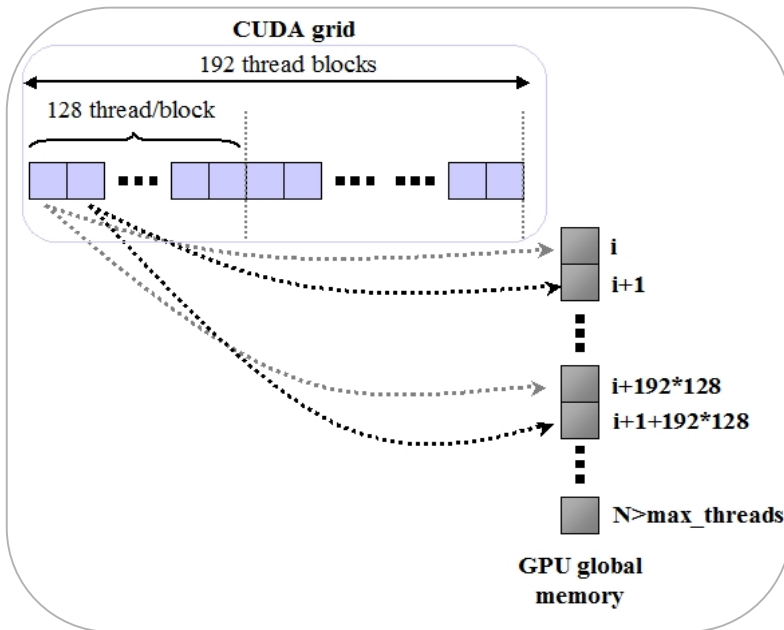 CUDA grid
192 thread blocks
128 thread/block
i
i+1
i+192*128
i+1+192*128
N>max_threads
GPU global
memory